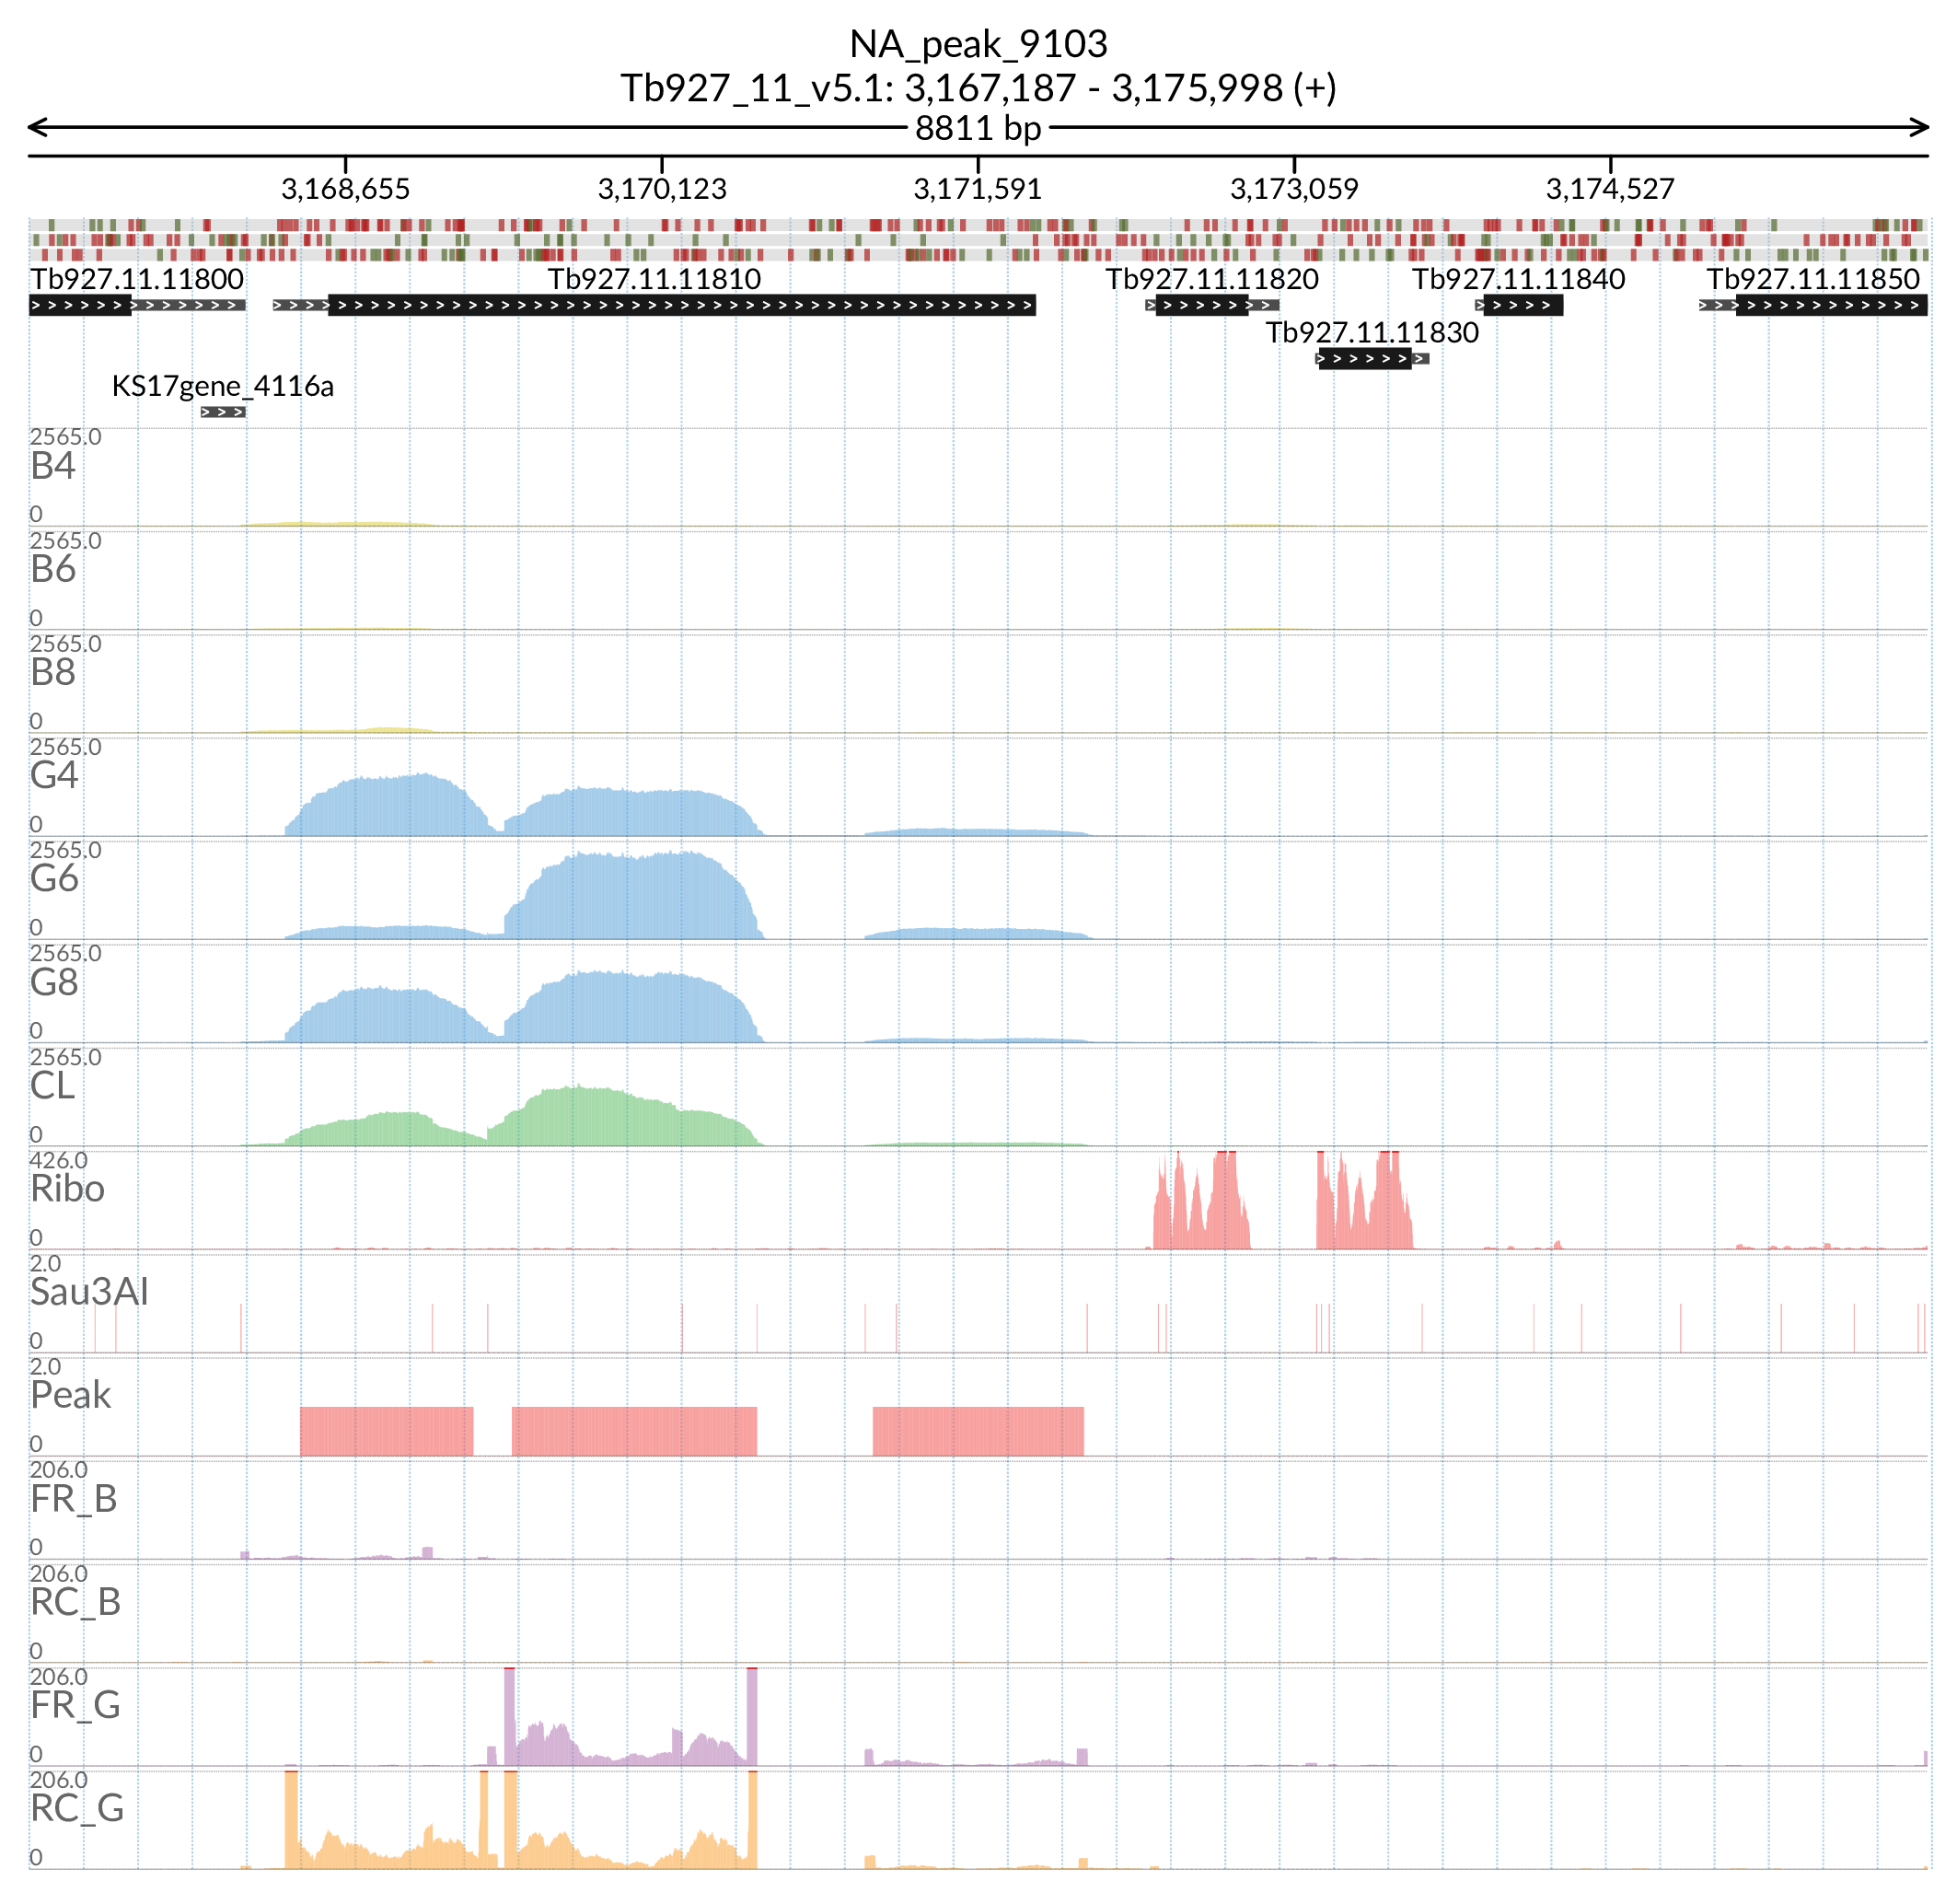 NA_peak_9103
Tb927_11_v5.1: 3,167,187 - 3,175,998 (+)
8811 bp
3,168,655 3,170,123 3,171,591 3,173,059 3,174,527
Tb927.11.11800 Tb927.11.11810 Tb927.11.11820 Tb927.11.11840 Tb927.11.11850
Tb927.11.11830
KS17gene_4116a
2565.0
B4
0
2565.0
B6
0
2565.0
B8
0
2565.0
G4
0
2565.0
G6
0
2565.0
G8
0
2565.0
CL
0
426.0
Ribo
0
2.0
Sau3AI
0
2.0
Peak
0
206.0
FR_B
0
206.0
RC_B
0
206.0
FR_G
0
206.0
RC_G
0